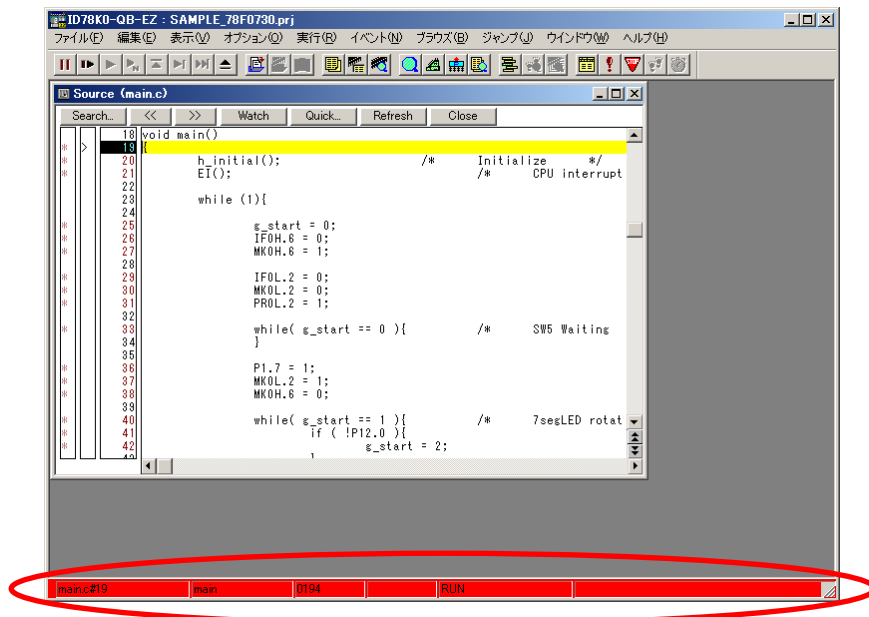 ID78K0-QB-EZ : SAMPLE_78F0730.prj
ファイル(F) 編集(E) 表示(V) オプション(O) 実行(R) イベント(N) ブラウズ(B) ジャンプ(J) ウインドウ(W) ヘルプ(H)
Source (main.c)
Search... << >> Watch Quick... Refresh Close
18 void main()
* > 19 {
* 20 h_initial(); /* Initialize */
* 21 EI(); /* CPU interrupt
22
23 while (1){
24
* 25 g_start = 0;
* 26 IF0H.6 = 0;
* 27 MK0H.6 = 1;
28
* 29 IF0L.2 = 0;
* 30 MK0L.2 = 0;
* 31 PR0L.2 = 1;
32
* 33 while( g_start == 0 ){ /* SW5 Waiting
34 }
35
* 36 P1.7 = 1;
* 37 MK0L.2 = 1;
* 38 MK0H.6 = 0;
39
* 40 while( g_start == 1 ){ /* 7segLED rotat
* 41 if ( !P12.0 ){
* 42 g_start = 2;
main.c#19 main 0194 RUN